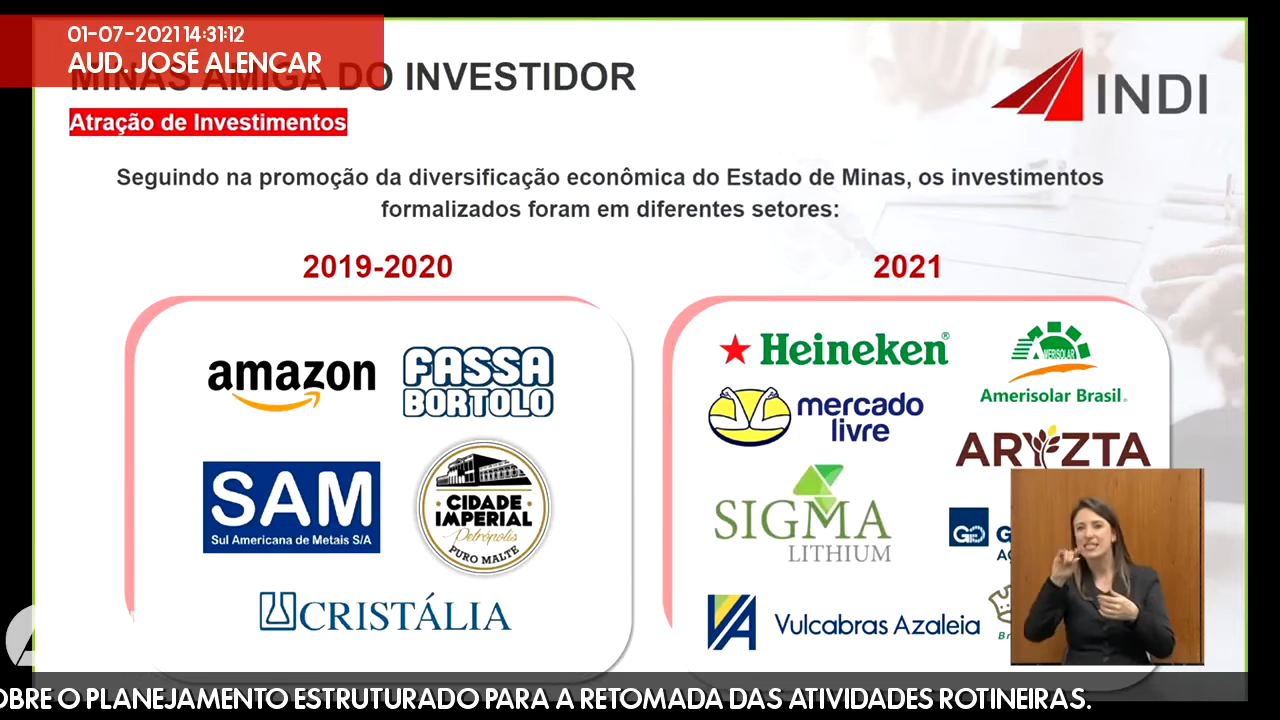 01-07-2021 14:31:12
AUD. JOSÉ ALENCAR
MINAS AMIGA DO INVESTIDOR
INDI
Atração de Investimentos
Seguindo na promoção da diversificação econômica do Estado de Minas, os investimentos
formalizados foram em diferentes setores:
2019-2020
2021
amazon
FASSA
BORTOLO
SAM
Sul Americana de Metais S/A
CIDADE
IMPERIAL
Petrópolis
PURO MALTE
CRISTÁLIA
Heineken®
AMERISOLAR
Amerisolar Brasil
mercado
livre
ARYZTA
SIGMA
LITHIUM
Vulcabras Azaleia
OBRE O PLANEJAMENTO ESTRUTURADO PARA A RETOMADA DAS ATIVIDADES ROTINEIRAS.